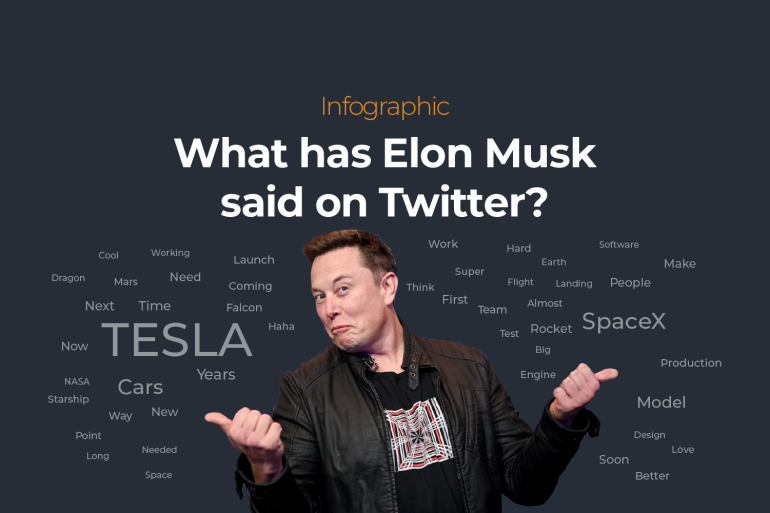 Infographic
What has Elon Musk
said on Twitter?
Cool
Working
Launch
Work
Hard
Software
Dragon
Mars
Need
Coming
Think
Super
Earth
Flight
Landing
People
Make
Next
Time
Falcon
Haha
First
Team
Almost
Now
TESLA
Test
Rocket
SpaceX
Big
NASA
Cars
Years
Engine
Production
Starship
Way
New
Model
Point
Long
Needed
Space
Design
Love
Soon
Better